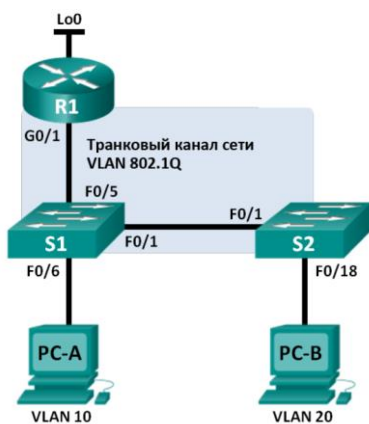 Lo0
R1
G0/1
Транковый канал сети
VLAN 802.1Q
F0/5
F0/1
S1
F0/1
S2
F0/6
F0/18
PC-A
PC-B
VLAN 10
VLAN 20